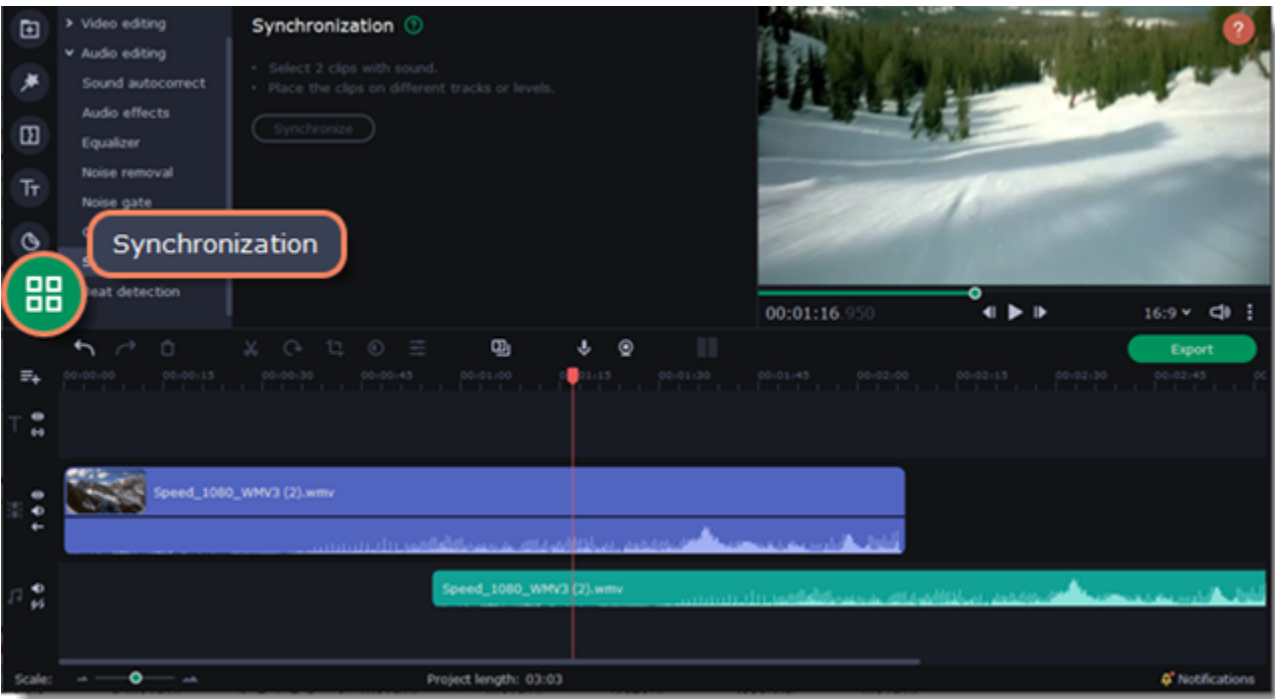 Video editing
Audio editing
Sound autocorrect
Audio effects
Equalizer
Noise removal
Noise gate
Synchronization
Beat detection
Synchronization ?
• Select 2 clips with sound.
• Place the clips on different tracks or levels.
Synchronize
?
00:01:16.950
16:9
Export
00:00:00 00:00:15 00:00:30 00:00:45 00:01:00 00:01:15 00:01:30 00:01:45 00:02:00 00:02:15 00:02:30 00:02:45
Speed_1080_WMV3 (2).wmv
Speed_1080_WMV3 (2).wmv
Scale:
Project length: 03:03
Notifications